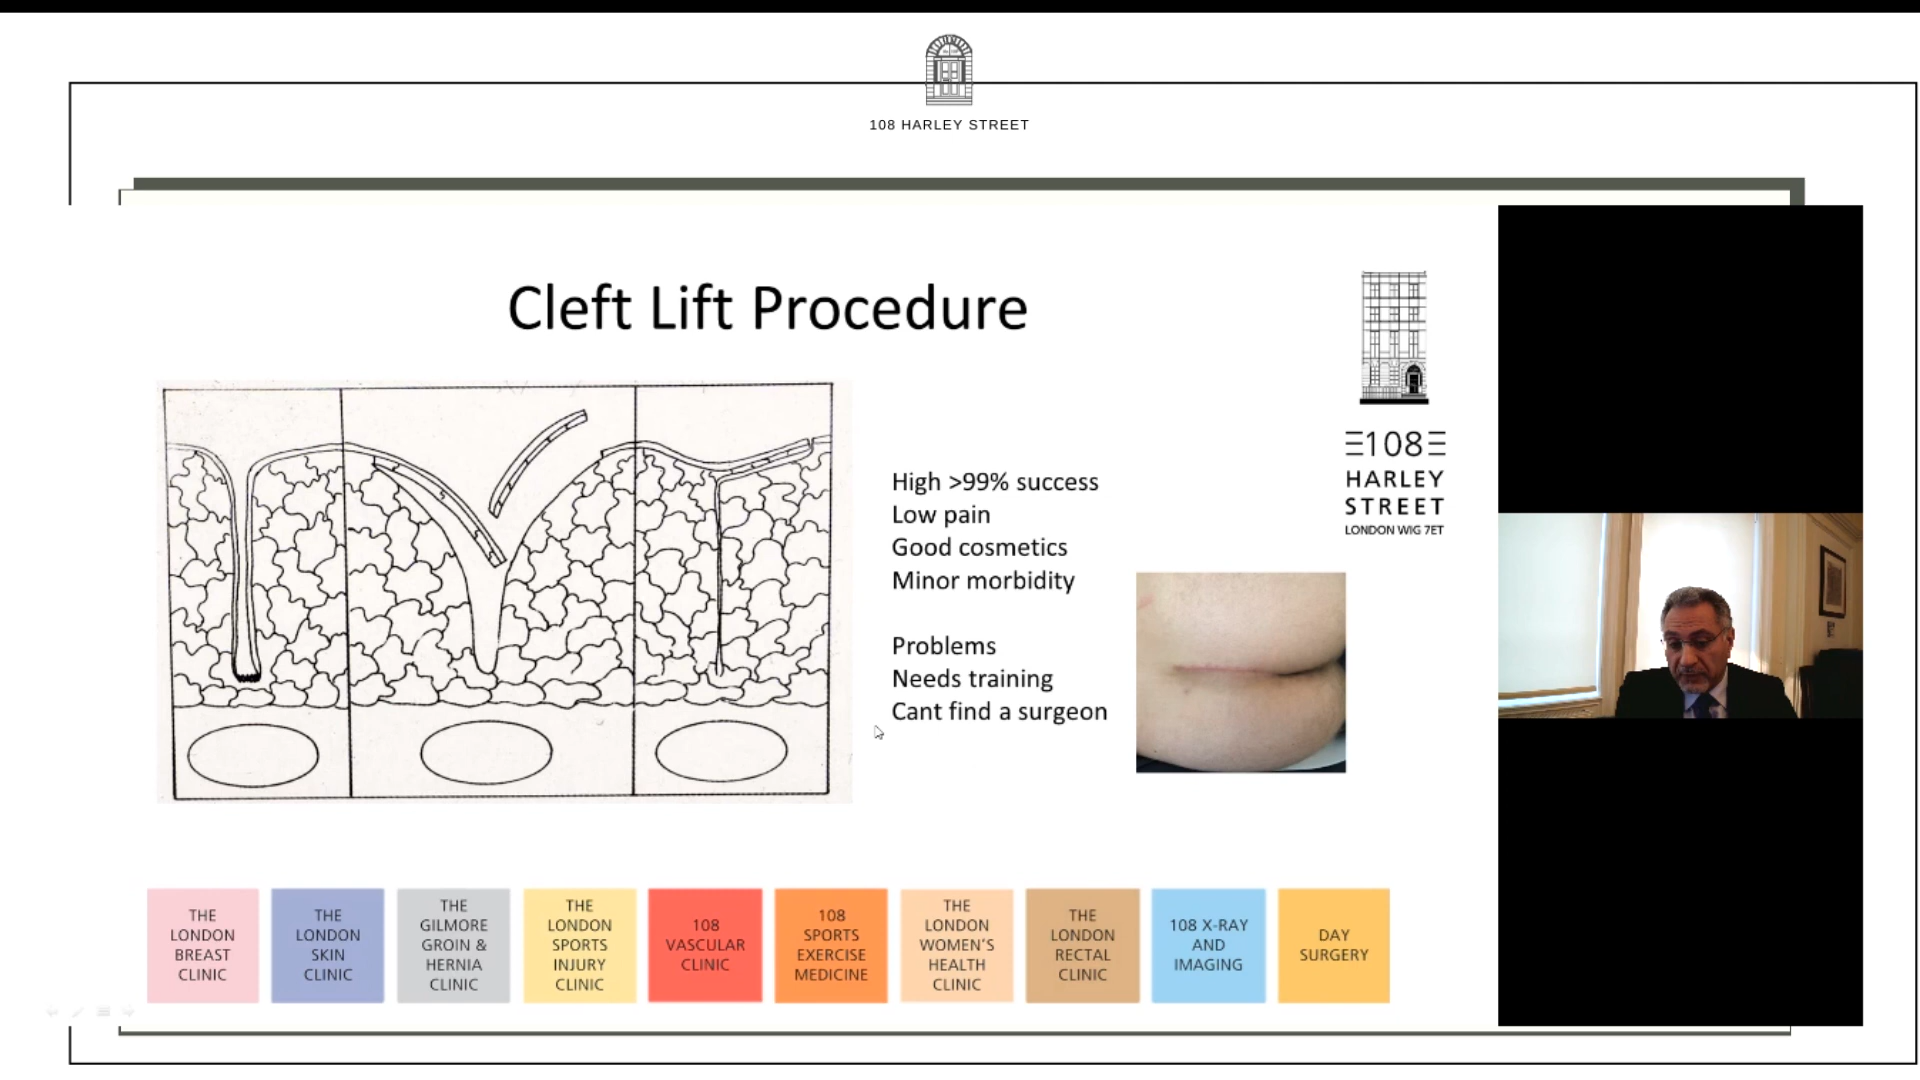 108 HARLEY STREET
Cleft Lift Procedure
108
HARLEY
STREET
LONDON WIG 7ET
High >99% success
Low pain
Good cosmetics
Minor morbidity
Problems
Needs training
Cant find a surgeon
THE
LONDON
BREAST
CLINIC
THE
LONDON
SKIN
CLINIC
THE
GILMORE
GROIN &
HERNIA
CLINIC
THE
LONDON
SPORTS
INJURY
CLINIC
108
VASCULAR
CLINIC
108
SPORTS
EXERCISE
MEDICINE
THE
LONDON
WOMEN'S
HEALTH
CLINIC
THE
LONDON
RECTAL
CLINIC
108 X-RAY
AND
IMAGING
DAY
SURGERY